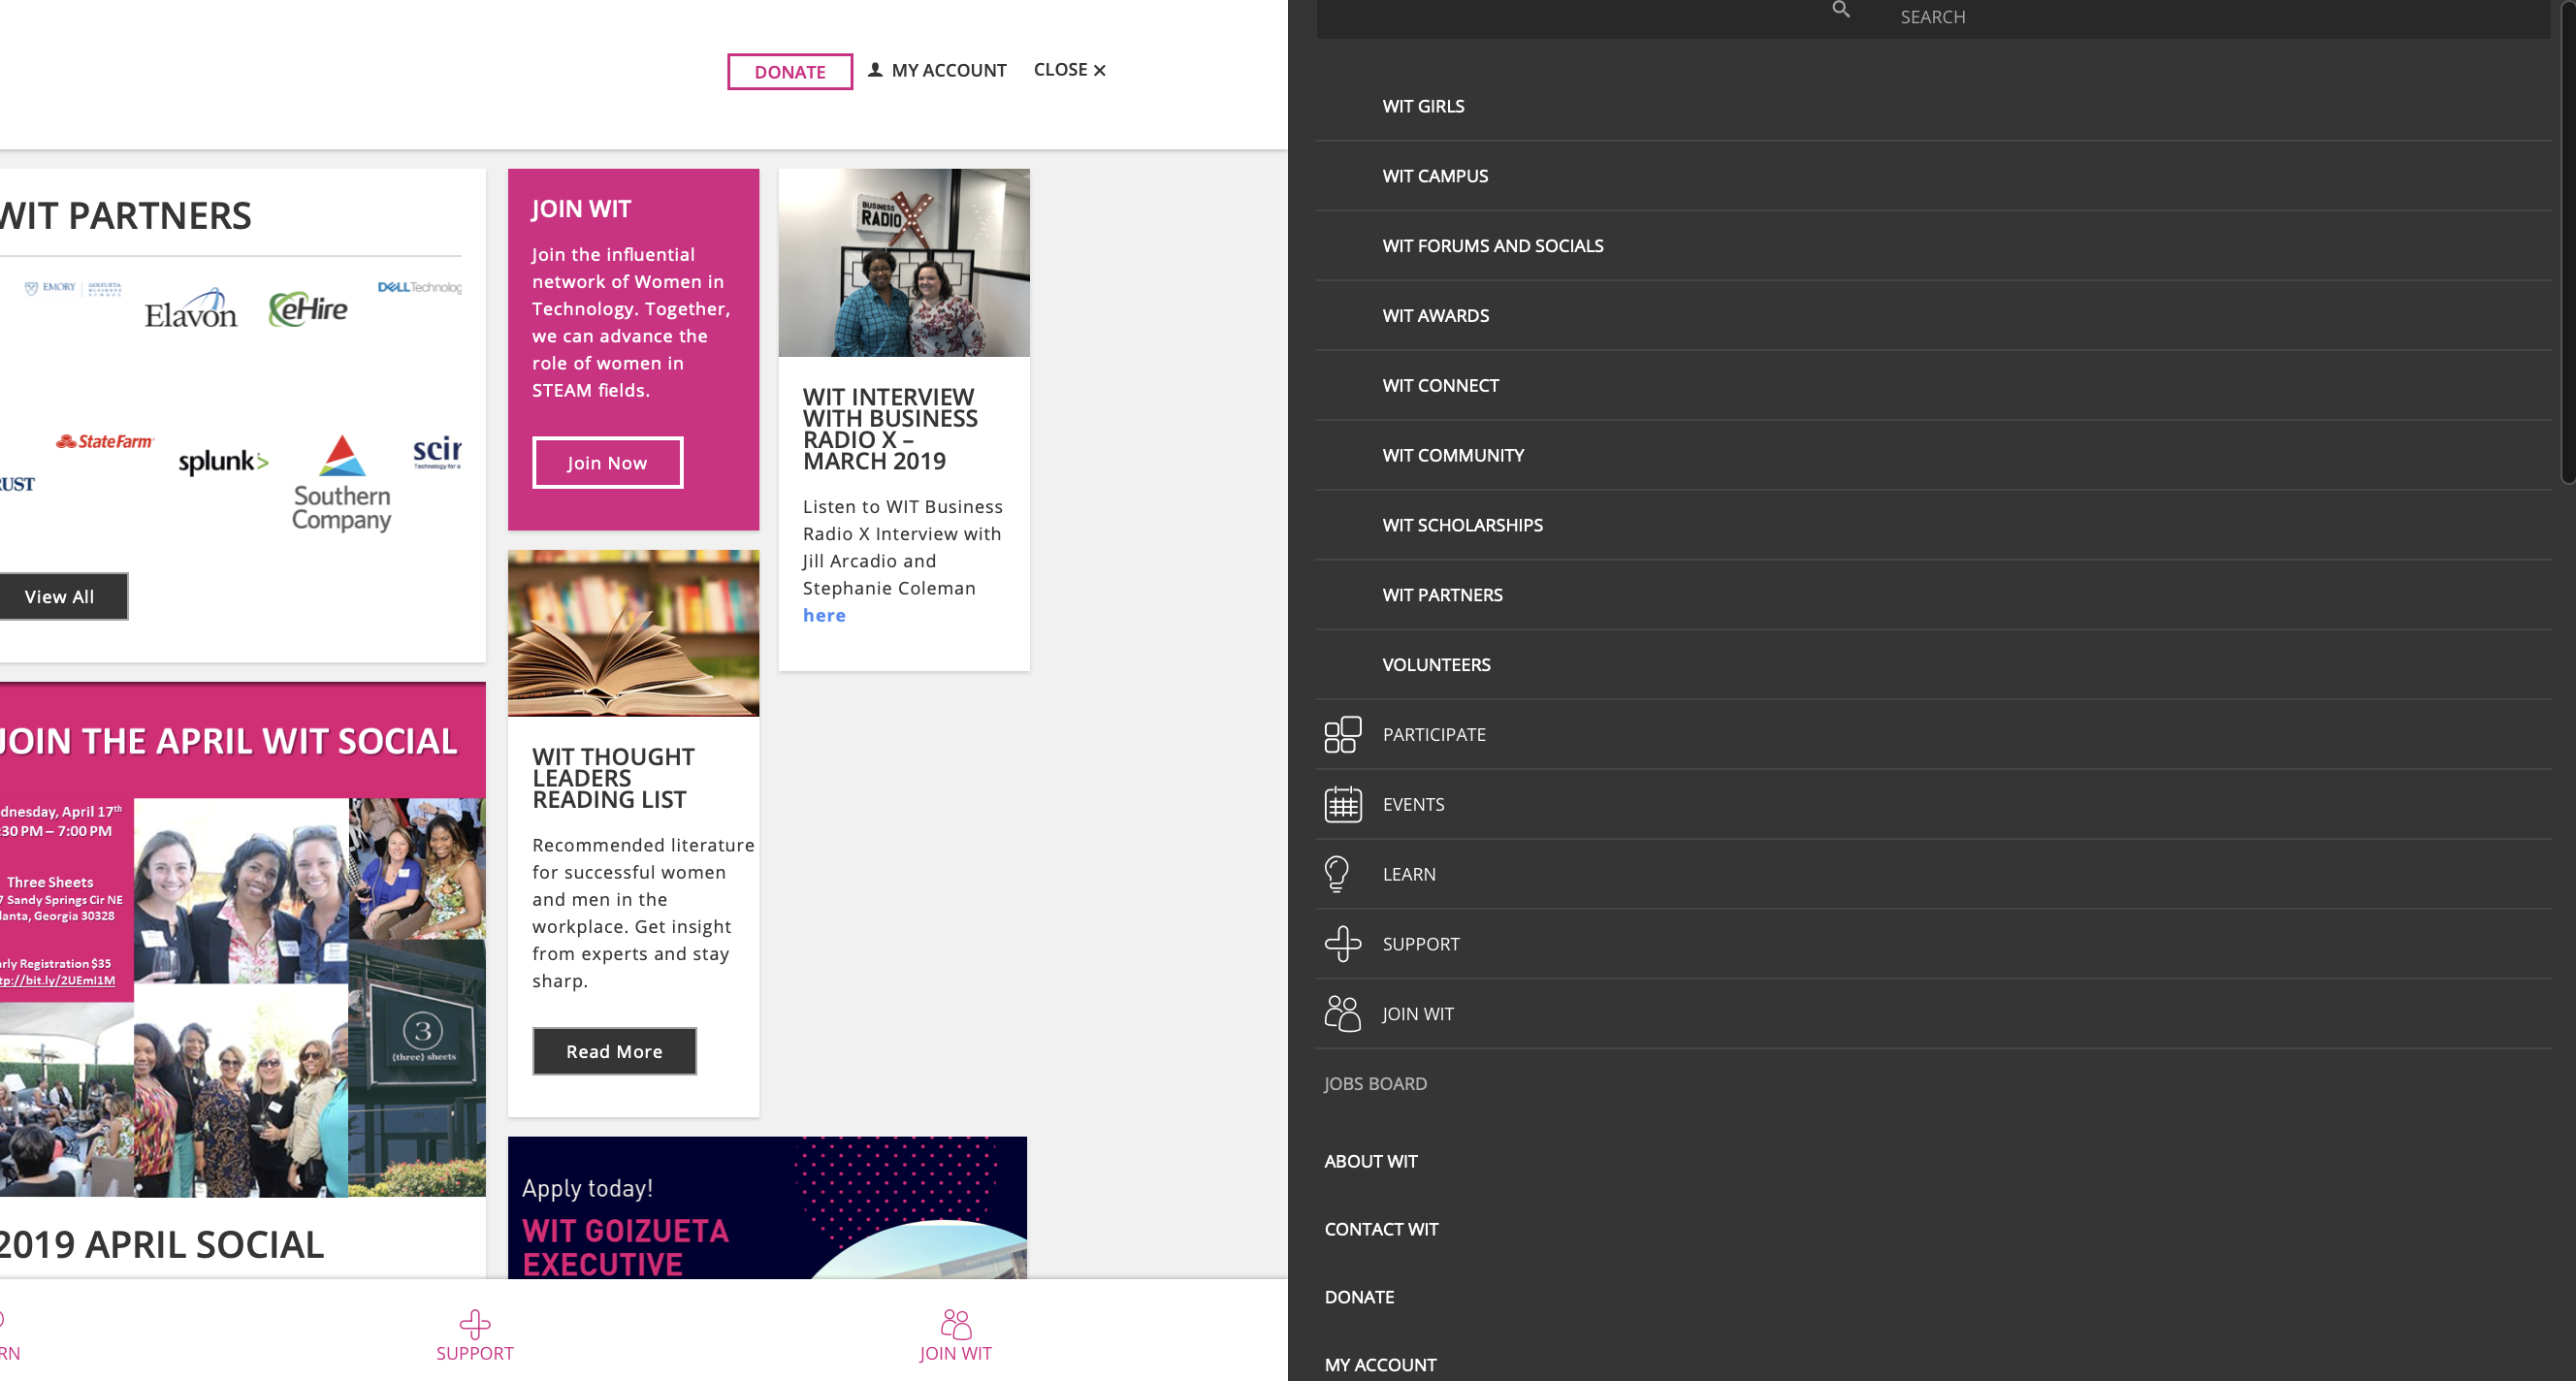 DONATE
MY ACCOUNT
CLOSE
WIT PARTNERS
EMORY
GOIZUETA
BUSINESS
SCHOOL
Elavon
eHire
DELL Technolog
StateFarm
splunk>
scir
Southern
Company
View All
JOIN THE APRIL WIT SOCIAL
dnesday, April 17th
:30 PM – 7:00 PM
Three Sheets
7 Sandy Springs Cir NE
lanta, Georgia 30328
rly Registration $35
tp://bit.ly/2UEmI1M
3
{three} sheets
2019 APRIL SOCIAL
JOIN WIT
Join the influential
network of Women in
Technology. Together,
we can advance the
role of women in
STEAM fields.
Join Now
WIT THOUGHT
LEADERS
READING LIST
Recommended literature
for successful women
and men in the
workplace. Get insight
from experts and stay
sharp.
Read More
BUSINESS
RADIO X
WIT INTERVIEW
WITH BUSINESS
RADIO X –
MARCH 2019
Listen to WIT Business
Radio X Interview with
Jill Arcadio and
Stephanie Coleman
here
Apply today!
WIT GOIZUETA
EXECUTIVE
RN
SUPPORT
JOIN WIT
SEARCH
WIT GIRLS
WIT CAMPUS
WIT FORUMS AND SOCIALS
WIT AWARDS
WIT CONNECT
WIT COMMUNITY
WIT SCHOLARSHIPS
WIT PARTNERS
VOLUNTEERS
PARTICIPATE
EVENTS
LEARN
SUPPORT
JOIN WIT
JOBS BOARD
ABOUT WIT
CONTACT WIT
DONATE
MY ACCOUNT